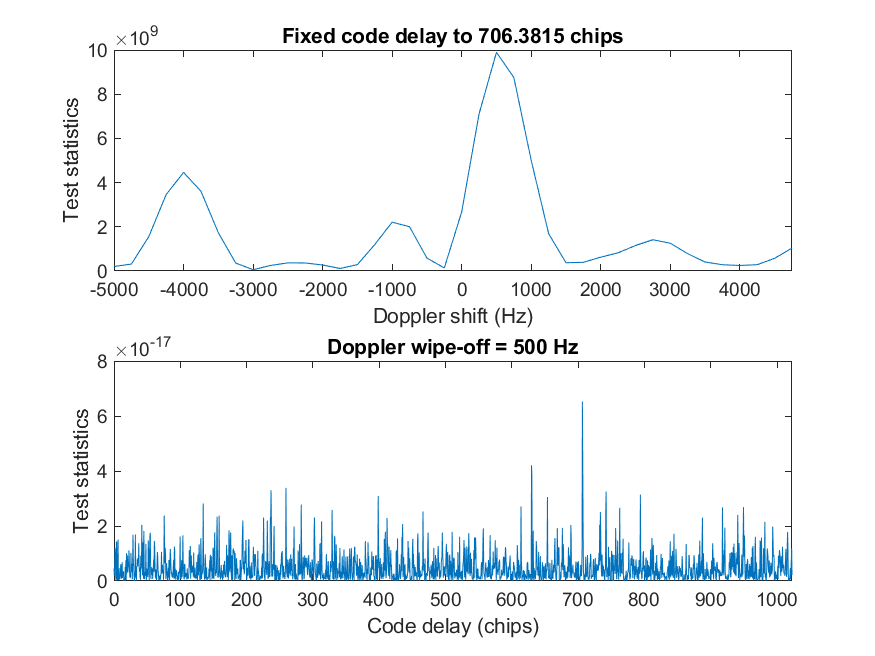 ×10^9
Fixed code delay to 706.3815 chips
10
8
6
4
2
0
Test statistics
-5000 -4000 -3000 -2000 -1000 0 1000 2000 3000 4000
Doppler shift (Hz)
×10^-17
Doppler wipe-off = 500 Hz
8
6
4
2
0
Test statistics
0 100 200 300 400 500 600 700 800 900 1000
Code delay (chips)